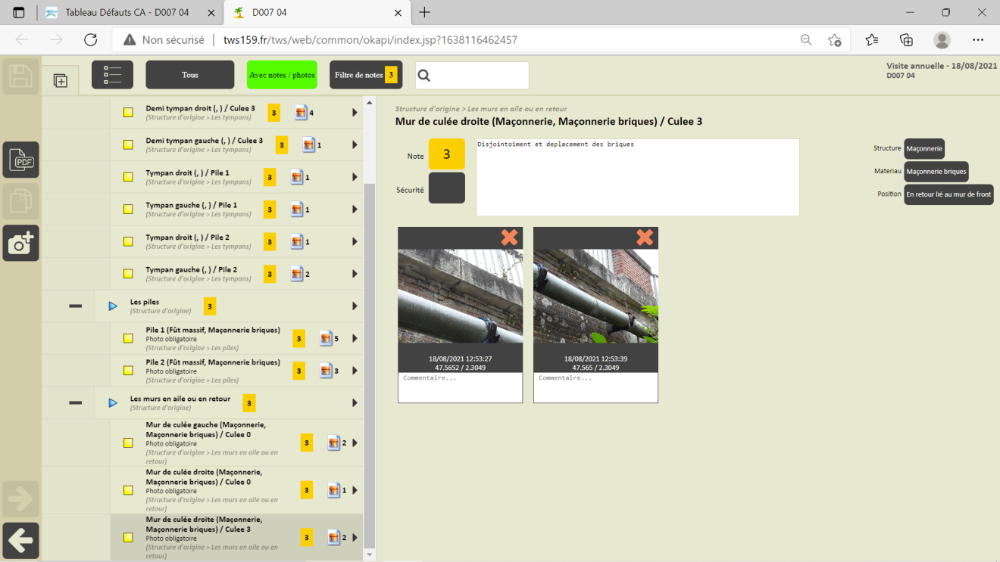 Tableau Défauts CA - D007 04
D007 04
Non sécurisé
tws159.fr/tws/web/common/okapi/index.jsp?1638116462457
Tous
Avec notes / photos
Filtre de notes 3
Visite annuelle - 18/08/2021
D007 04
PDF
Demi tympan droit (, ) / Culee 3
(Structure d'origine > Les tympans)
3
4
Demi tympan gauche (, ) / Culee 3
(Structure d'origine > Les tympans)
3
1
Tympan droit (, ) / Pile 1
(Structure d'origine > Les tympans)
3
1
Tympan gauche (, ) / Pile 1
(Structure d'origine > Les tympans)
3
1
Tympan droit (, ) / Pile 2
(Structure d'origine > Les tympans)
3
1
Tympan gauche (, ) / Pile 2
(Structure d'origine > Les tympans)
3
2
Les piles
(Structure d'origine)
3
Pile 1 (Fût massif, Maçonnerie briques)
Photo obligatoire
(Structure d'origine > Les piles)
3
5
Pile 2 (Fût massif, Maçonnerie briques)
Photo obligatoire
(Structure d'origine > Les piles)
3
3
Les murs en aile ou en retour
(Structure d'origine)
3
Mur de culée gauche (Maçonnerie,
Maçonnerie briques) / Culee 0
Photo obligatoire
(Structure d'origine > Les murs en aile ou en
retour)
3
2
Mur de culée droite (Maçonnerie,
Maçonnerie briques) / Culee 0
Photo obligatoire
(Structure d'origine > Les murs en aile ou en
retour)
3
1
Mur de culée droite (Maçonnerie,
Maçonnerie briques) / Culee 3
Photo obligatoire
(Structure d'origine > Les murs en aile ou en
retour)
3
2
Structure d'origine > Les murs en aile ou en retour
Mur de culée droite (Maçonnerie, Maçonnerie briques) / Culee 3
Note
3
Sécurité
Disjointoiment et deplacement des briques
Structure
Maçonnerie
Materiau
Maçonnerie briques
Position
En retour lié au mur de front
18/08/2021 12:53:27
47.5652 / 2.3049
Commentaire...
18/08/2021 12:53:39
47.565 / 2.3049
Commentaire...